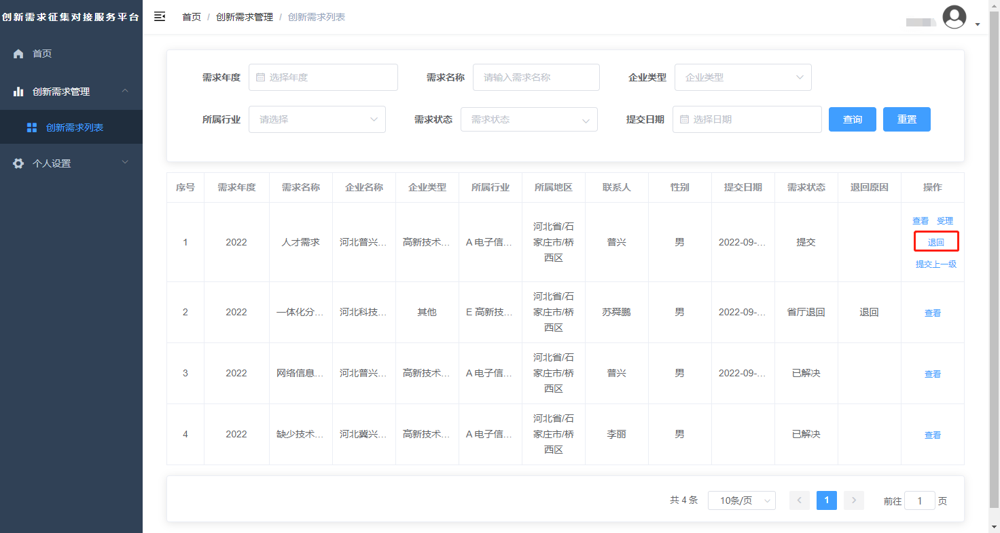 创新需求征集对接服务平台
首页 / 创新需求管理 / 创新需求列表
首页
创新需求管理
创新需求列表
个人设置
需求年度 选择年度 需求名称 请输入需求名称 企业类型 企业类型
所属行业 请选择 需求状态 需求状态 提交日期 选择日期 查询 重置
序号 需求年度 需求名称 企业名称 企业类型 所属行业 所属地区 联系人 性别 提交日期 需求状态 退回原因 操作
1 2022 人才需求 河北普兴... 高新技术... A 电子信... 河北省/石
家庄市/桥
西区 普兴 男 2022-09-... 提交 查看 受理
退回
提交上一级
2 2022 一体化分... 河北科技... 其他 E 高新技... 河北省/石
家庄市/桥
西区 苏舜鹏 男 2022-09-... 省厅退回 退回 查看
3 2022 网络信息... 河北普兴... 高新技术... A 电子信... 河北省/石
家庄市/桥
西区 普兴 男 2022-09-... 已解决 查看
4 2022 缺少技术... 河北冀兴... 高新技术... A 电子信... 河北省/石
家庄市/桥
西区 李丽 男 已解决 查看
共 4 条 10条/页 1 前往 1 页